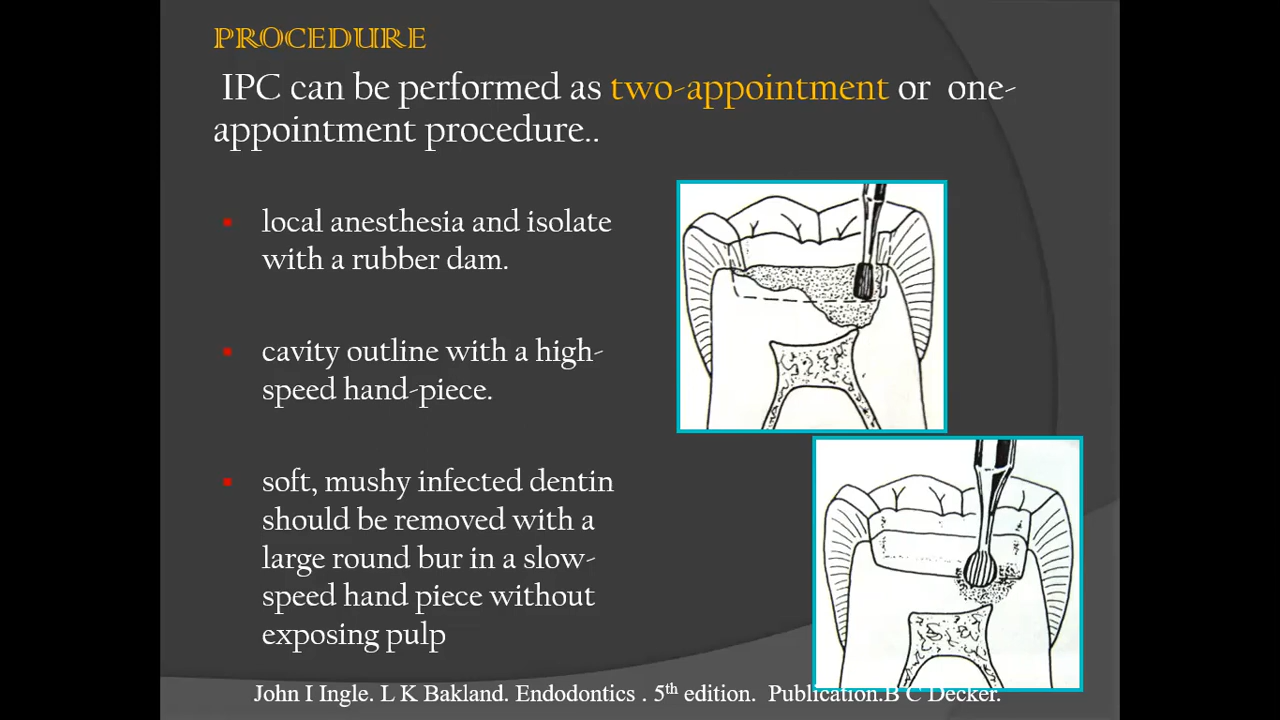 PROCEDURE
IPC can be performed as two-appointment or one-
appointment procedure..
local anesthesia and isolate
with a rubber dam.
cavity outline with a high-
speed hand-piece.
soft, mushy infected dentin
should be removed with a
large round bur in a slow-
speed hand piece without
exposing pulp
John I Ingle. L K Bakland. Endodontics . 5th edition. Publication.B C Decker.